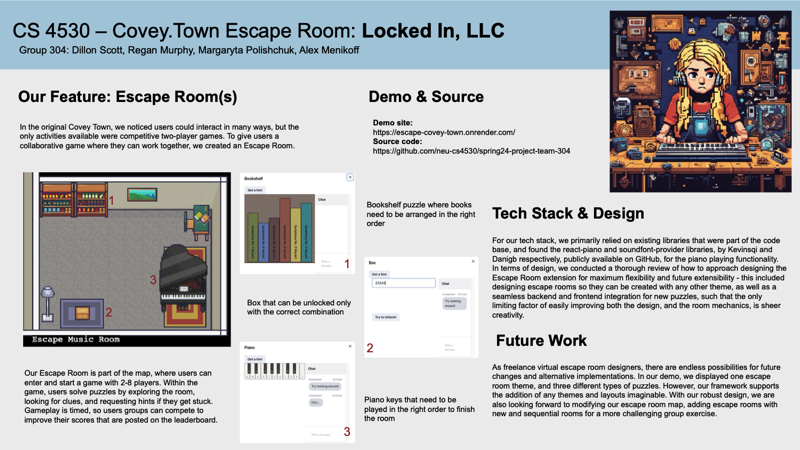 CS 4530 – Covey.Town Escape Room: Locked In, LLC
Group 304: Dillon Scott, Regan Murphy, Margaryta Polishchuk, Alex Menikoff
Our Feature: Escape Room(s)
In the original Covey Town, we noticed users could interact in many ways, but the
only activities available were competitive two-player games. To give users a
collaborative game where they can work together, we created an Escape Room.
1
2
3
Escape Music Room
Our Escape Room is part of the map, where users can
enter and start a game with 2-8 players. Within the
game, users solve puzzles by exploring the room,
looking for clues, and requesting hints if they get stuck.
Gameplay is timed, so users groups can compete to
improve their scores that are posted on the leaderboard.
Bookshelf
Get a hint
Chat
1
Box that can be unlocked only
with the correct combination
Piano
Get a hint
Chat
Try looking
around
3
Demo & Source
Demo site:
https://escape-covey-town.onrender.com/
Source code:
https://github.com/neu-cs4530/spring24-project-team-304
Bookshelf puzzle where books
need to be arranged in the right
order
Box
Get a hint
Chat
Try looking
around
Try to Unlock!
2
Piano keys that need to be
played in the right order to finish
the room
Tech Stack & Design
For our tech stack, we primarily relied on existing libraries that were part of the code
base, and found the react-piano and soundfont-provider libraries, by Kevinsqi and
Danigb respectively, publicly available on GitHub, for the piano playing functionality.
In terms of design, we conducted a thorough review of how to approach designing the
Escape Room extension for maximum flexibility and future extensibility - this included
designing escape rooms so they can be created with any other theme, as well as a
seamless backend and frontend integration for new puzzles, such that the only
limiting factor of easily improving both the design, and the room mechanics, is sheer
creativity.
Future Work
As freelance virtual escape room designers, there are endless possibilities for future
changes and alternative implementations. In our demo, we displayed one escape
room theme, and three different types of puzzles. However, our framework supports
the addition of any themes and layouts imaginable. With our robust design, we are
also looking forward to modifying our escape room map, adding escape rooms with
new and sequential rooms for a more challenging group exercise.